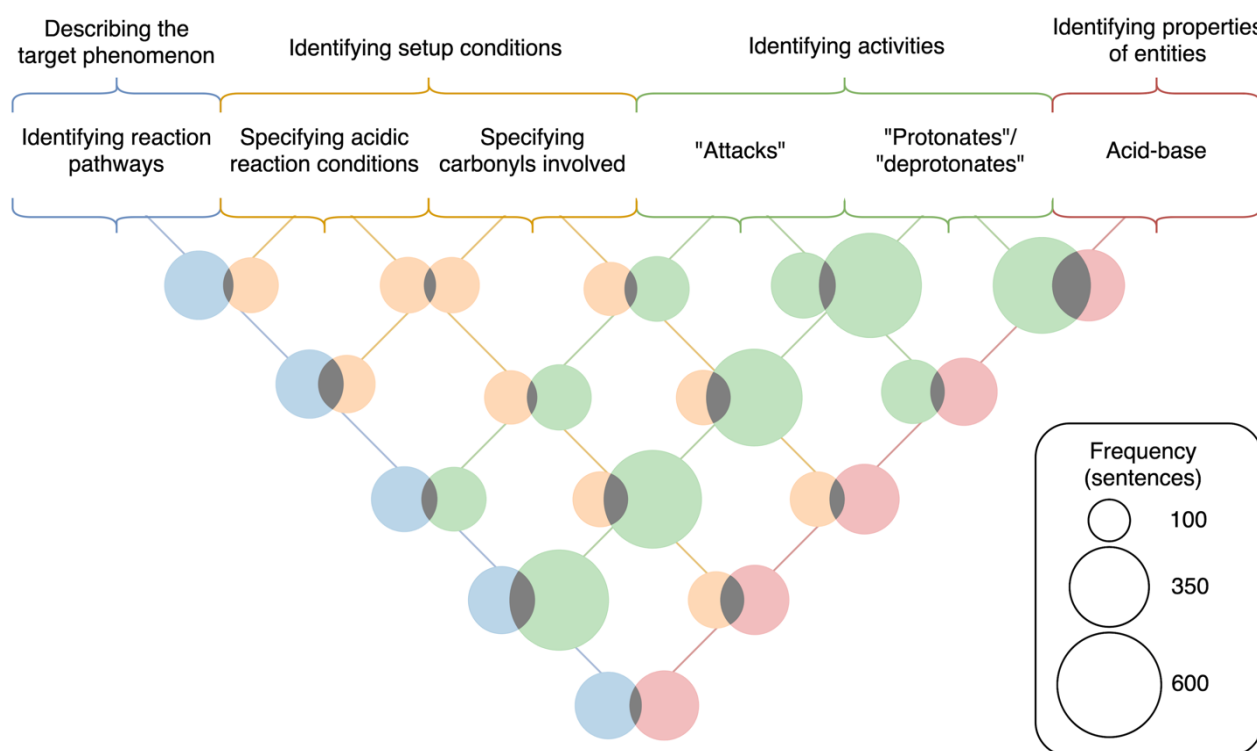 Describing the
target phenomenon
Identifying setup conditions
Identifying activities
Identifying properties
of entities
Identifying reaction
pathways
Specifying acidic
reaction conditions
Specifying
carbonyls involved
"Attacks"
"Protonates"/
"deprotonates"
Acid-base
Frequency
(sentences)
100
350
600